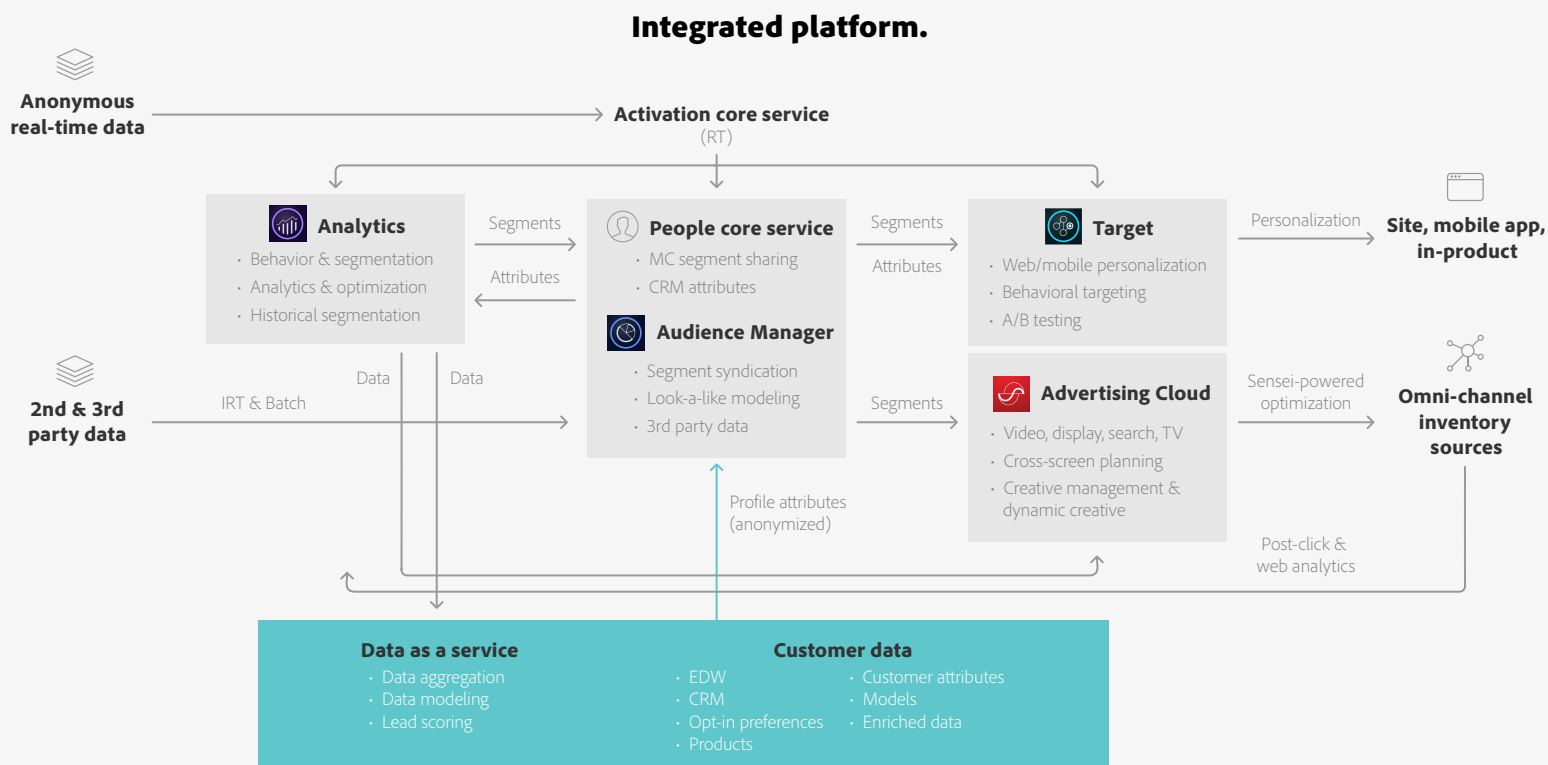 Integrated platform.
Anonymous
real-time data
Activation core service
(RT)
Analytics
· Behavior & segmentation
· Analytics & optimization
· Historical segmentation
Segments
Attributes
People core service
· MC segment sharing
· CRM attributes
Audience Manager
· Segment syndication
· Look-a-like modeling
· 3rd party data
Segments
Attributes
Target
· Web/mobile personalization
· Behavioral targeting
· A/B testing
Personalization
Site, mobile app,
in-product
2nd & 3rd
party data
IRT & Batch
Data
Data
Segments
Advertising Cloud
· Video, display, search, TV
· Cross-screen planning
· Creative management &
dynamic creative
Sensei-powered
optimization
Omni-channel
inventory
sources
Profile attributes
(anonymized)
Post-click &
web analytics
Data as a service
· Data aggregation
· Data modeling
· Lead scoring
Customer data
· EDW
· CRM
· Opt-in preferences
· Products
· Customer attributes
· Models
· Enriched data